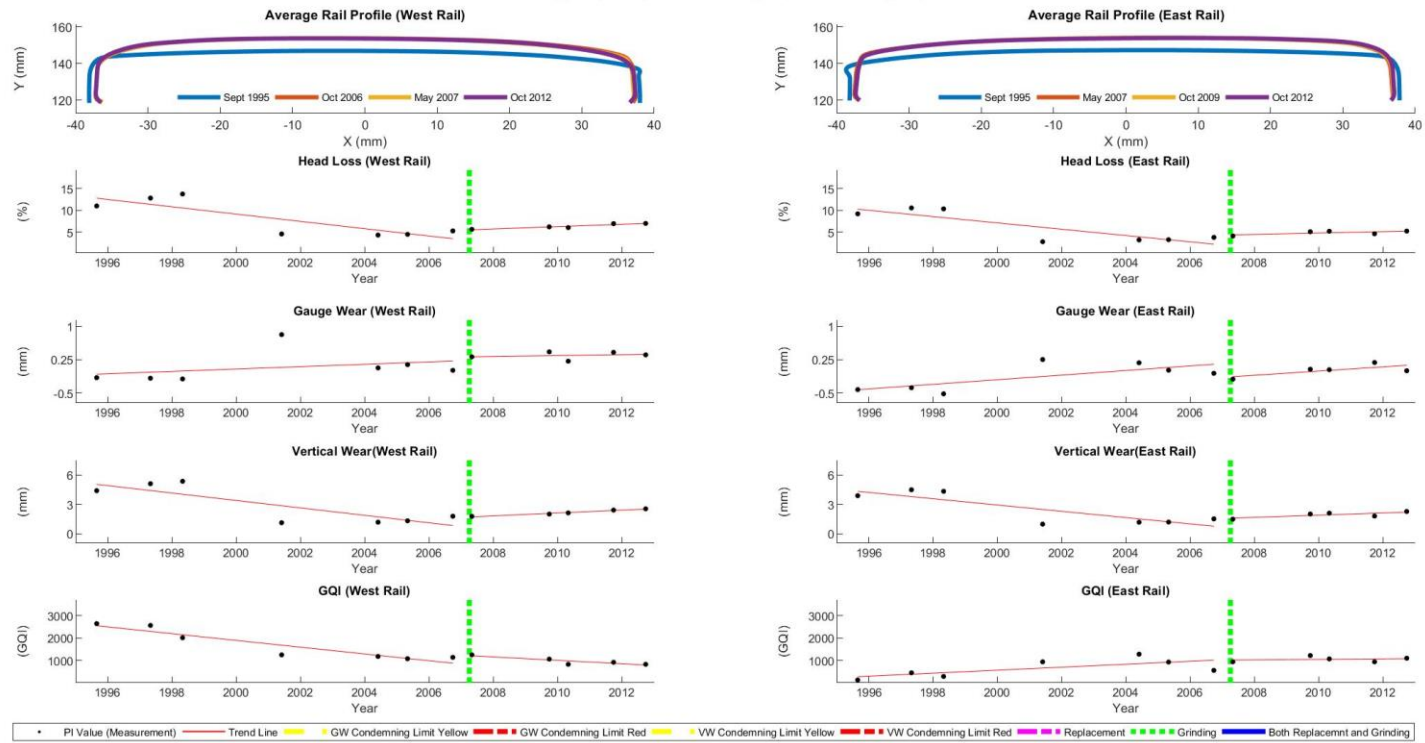 Average Rail Profile (West Rail)
160
140
120
Y (mm)
Sept 1995 Oct 2006 May 2007 Oct 2012
-40 -30 -20 -10 0 10 20 30 40
X (mm)
Average Rail Profile (East Rail)
160
140
120
Y (mm)
Sept 1995 May 2007 Oct 2009 Oct 2012
-40 -30 -20 -10 0 10 20 30 40
X (mm)
Head Loss (West Rail)
15
10
5
(%)
1996 1998 2000 2002 2004 2006 2008 2010 2012
Year
Head Loss (East Rail)
15
10
5
(%)
1996 1998 2000 2002 2004 2006 2008 2010 2012
Year
Gauge Wear (West Rail)
1
0.25
-0.5
(mm)
1996 1998 2000 2002 2004 2006 2008 2010 2012
Year
Gauge Wear (East Rail)
1
0.25
-0.5
(mm)
1996 1998 2000 2002 2004 2006 2008 2010 2012
Year
Vertical Wear(West Rail)
6
3
0
(mm)
1996 1998 2000 2002 2004 2006 2008 2010 2012
Year
Vertical Wear(East Rail)
6
3
0
(mm)
1996 1998 2000 2002 2004 2006 2008 2010 2012
Year
GQI (West Rail)
3000
2000
1000
(GQI)
1996 1998 2000 2002 2004 2006 2008 2010 2012
Year
GQI (East Rail)
3000
2000
1000
(GQI)
1996 1998 2000 2002 2004 2006 2008 2010 2012
Year
PI Value (Measurement) Trend Line GW Condemning Limit Yellow GW Condemning Limit Red VW Condemning Limit Yellow VW Condemning Limit Red Replacement Grinding Both Replacemnt and Grinding